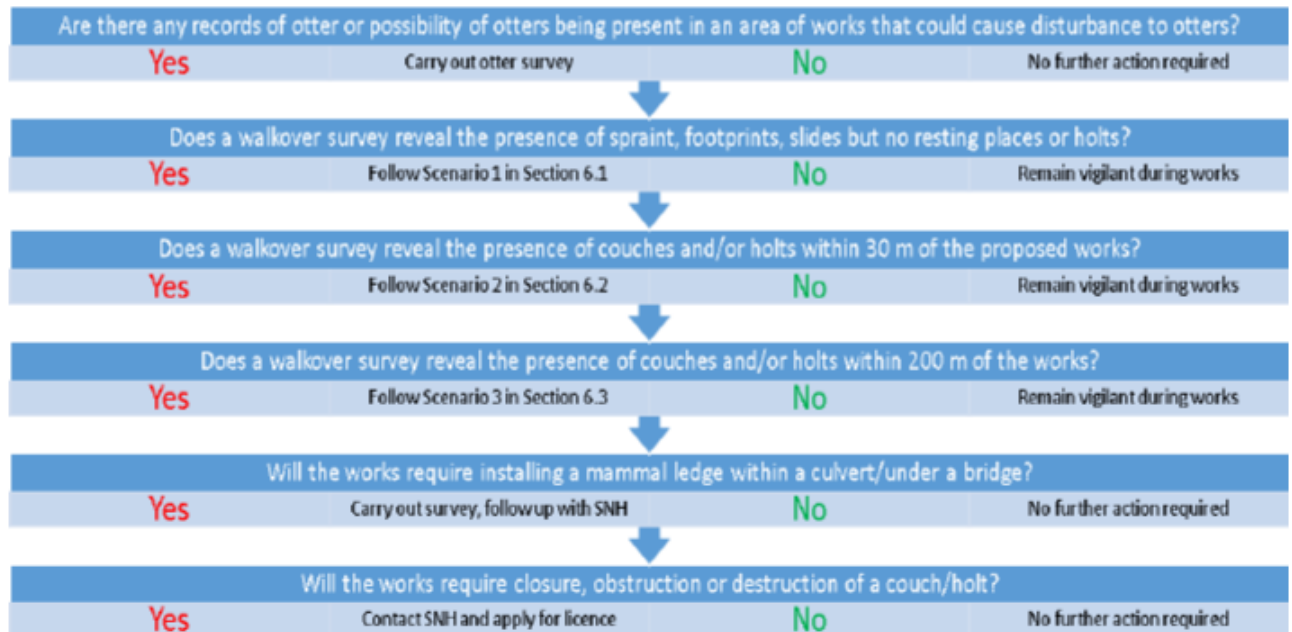 Are there any records of otter or possibility of otters being present in an area of works that could cause disturbance to otters?
Yes Carry out otter survey No No further action required
Does a walkover survey reveal the presence of spraint, footprints, slides but no resting places or holts?
Yes Follow Scenario 1 in Section 6.1 No Remain vigilant during works
Does a walkover survey reveal the presence of couches and/or holts within 30 m of the proposed works?
Yes Follow Scenario 2 in Section 6.2 No Remain vigilant during works
Does a walkover survey reveal the presence of couches and/or holts within 200 m of the works?
Yes Follow Scenario 3 in Section 6.3 No Remain vigilant during works
Will the works require installing a mammal ledge within a culvert/under a bridge?
Yes Carry out survey, follow up with SNH No No further action required
Will the works require closure, obstruction or destruction of a couch/holt?
Yes Contact SNH and apply for licence No No further action required